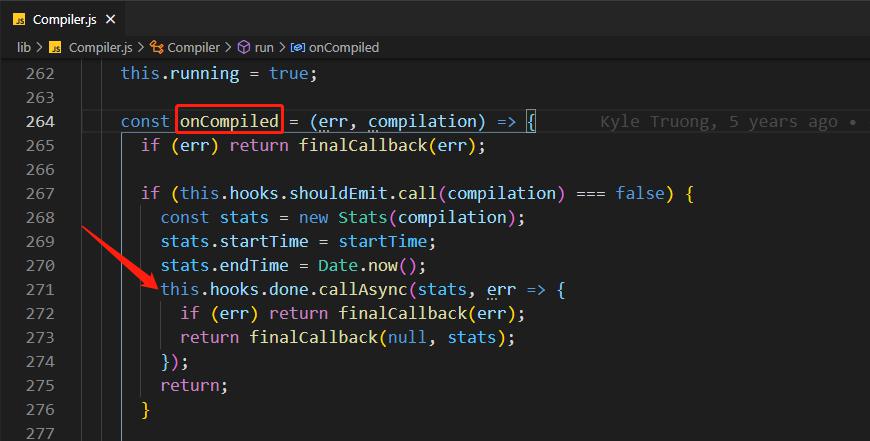 JS Compiler.js ×
lib > JS Compiler.js > Compiler > run > onCompiled
262 this.running = true;
263
264 const onCompiled = (err, compilation) => { Kyle Truong, 5 years ago •
265 if (err) return finalCallback(err);
266
267 if (this.hooks.shouldEmit.call(compilation) === false) {
268 const stats = new Stats(compilation);
269 stats.startTime = startTime;
270 stats.endTime = Date.now();
271 this.hooks.done.callAsync(stats, err => {
272 if (err) return finalCallback(err);
273 return finalCallback(null, stats);
274 });
275 return;
276 }
277